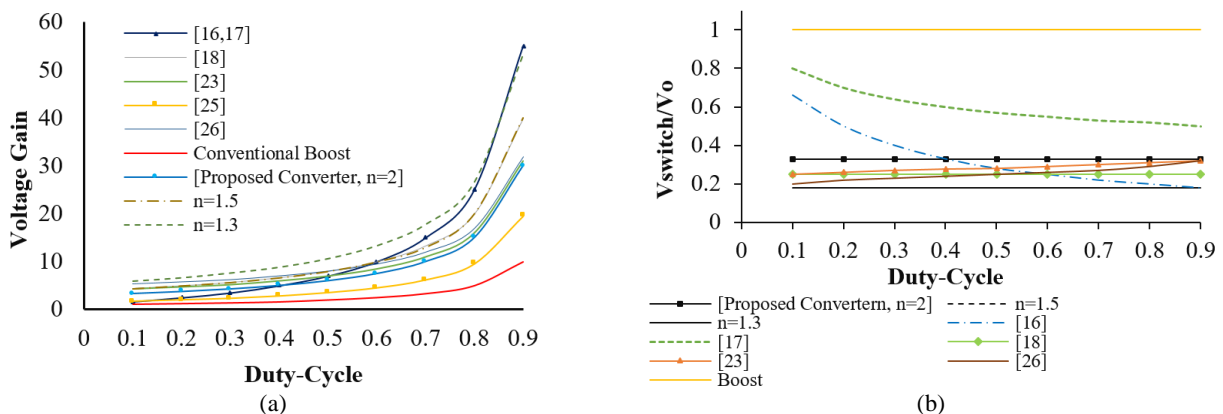 60
50
40
30
20
10
0
Voltage Gain
[16,17]
[18]
[23]
[25]
[26]
Conventional Boost
[Proposed Converter, n=2]
n=1.5
n=1.3
0 0.1 0.2 0.3 0.4 0.5 0.6 0.7 0.8 0.9
Duty-Cycle
(a)
1
0.8
0.6
0.4
0.2
0
Vswitch/Vo
0 0.1 0.2 0.3 0.4 0.5 0.6 0.7 0.8 0.9
Duty-Cycle
[Proposed Convertern, n=2] n=1.5
n=1.3 [16]
[17] [18]
[23] [26]
Boost
(b)